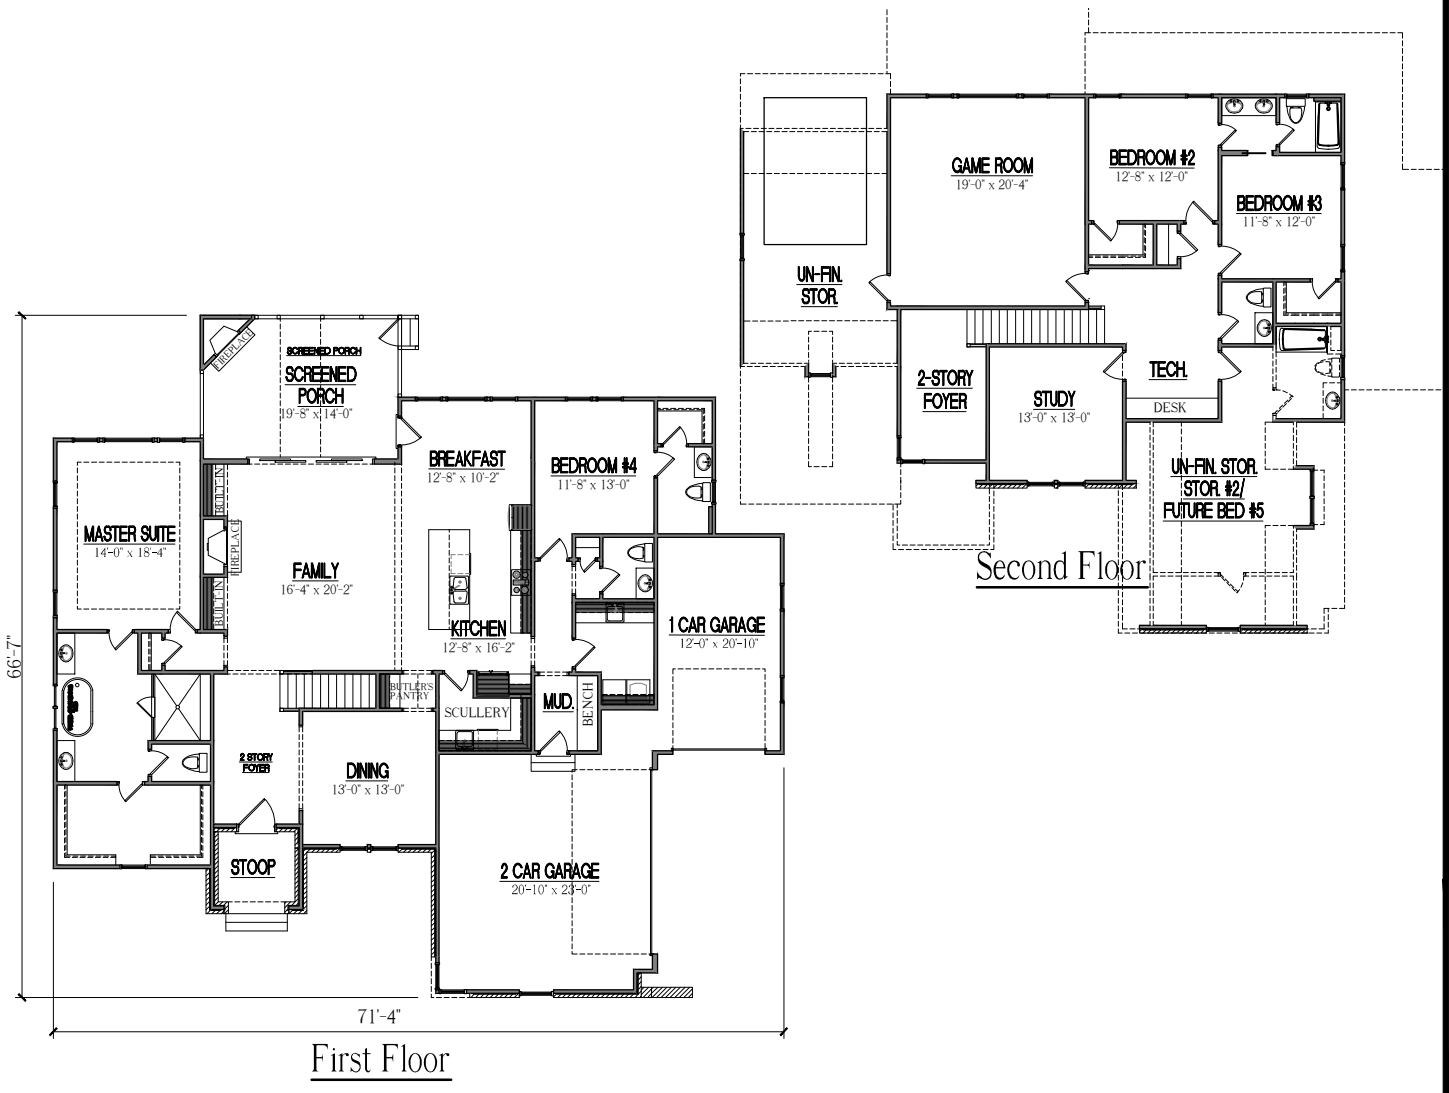 GAME ROOM
19'-0" x 20'-4"
BEDROOM #2
12'-8" x 12'-0"
BEDROOM #3
11'-8" x 12'-0"
UN-FIN.
STOR.
2-STORY
FOYER
STUDY
13'-0" x 13'-0"
TECH.
DESK
UN-FIN. STOR.
STOR. #2/
FUTURE BED #5
Second Floor
FIREPLACE
SCREENED PORCH
SCREENED
PORCH
19'-8" x 14'-0"
BREAKFAST
12'-8" x 10'-2"
BEDROOM #4
11'-8" x 13'-0"
MASTER SUITE
14'-0" x 18'-4"
BUILT-IN
FIREPLACE
BUILT-IN
FAMILY
16'-4" x 20'-2"
KITCHEN
12'-8" x 16'-2"
1 CAR GARAGE
12'-0" x 20'-10"
BUTLER'S
PANTRY
SCULLERY
MUD.
BENCH
2 STORY
FOYER
DINING
13'-0" x 13'-0"
STOOP
2 CAR GARAGE
20'-10" x 23'-0"
66'-7"
71'-4"
First Floor